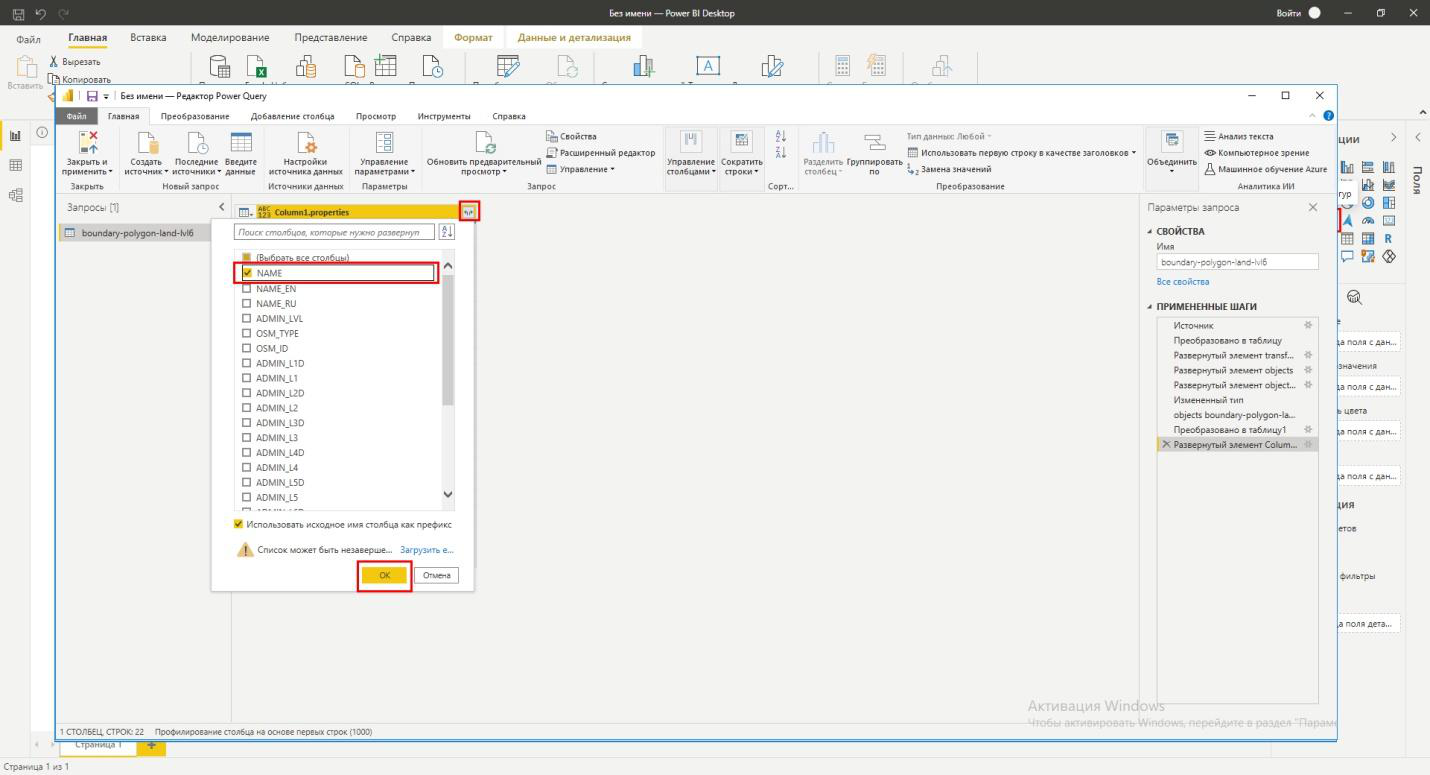 Без имени — Power BI Desktop
Войти
Файл
Главная
Вставка
Моделирование
Представление
Справка
Формат
Данные и детализация
Вставить
Вырезать
Копировать
Без имени — Редактор Power Query
Файл
Главная
Преобразование
Добавление столбца
Просмотр
Инструменты
Справка
Закрыть и
применить
Закрыть
Создать
источник
Последние
источники
Введите
данные
Новый запрос
Настройки
источника данных
Источники данных
Управление
параметрами
Параметры
Обновить предварительный
просмотр
Свойства
Расширенный редактор
Управление
Запрос
Управление
столбцами
Сократить
строки
Сорт...
Разделить
столбец
Группировать
по
Тип данных: Любой
Использовать первую строку в качестве заголовков
Замена значений
Преобразование
Объединить
Анализ текста
Компьютерное зрение
Машинное обучение Azure
Аналитика ИИ
Запросы [1]
boundary-polygon-land-lvl6
ABC
123
Column1.properties
Поиск столбцов, которые нужно развернут
(Выбрать все столбцы)
NAME
NAME_EN
NAME_RU
ADMIN_LVL
OSM_TYPE
OSM_ID
ADMIN_L1D
ADMIN_L1
ADMIN_L2D
ADMIN_L2
ADMIN_L3D
ADMIN_L3
ADMIN_L4D
ADMIN_L4
ADMIN_L5D
ADMIN_L5
Использовать исходное имя столбца как префикс
Список может быть незаверше...
Загрузить е...
ОК
Отмена
Параметры запроса
СВОЙСТВА
Имя
boundary-polygon-land-lvl6
Все свойства
ПРИМЕНЕННЫЕ ШАГИ
Источник
Преобразовано в таблицу
Развернутый элемент transf...
Развернутый элемент objects
Развернутый элемент object...
Измененный тип
objects boundary-polygon-la...
Преобразовано в таблицу1
Развернутый элемент Colum...
ции
Поля
гур
R
е
да поля с дан...
значения
да поля с дан...
ь цвета
да поля с дан...
да поля с дан...
ция
етов
фильтры
а поля дета...
Активация Windows
Чтобы активировать Windows, перейдите в раздел "Парам
1 СТОЛБЕЦ, СТРОК: 22
Профилирование столбца на основе первых строк (1000)
Страница 1
Страница 1 из 1